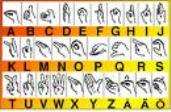 A B C D E F G H I J
K L M N O P Q R S
T U V W X Y Z Å Ä Ö